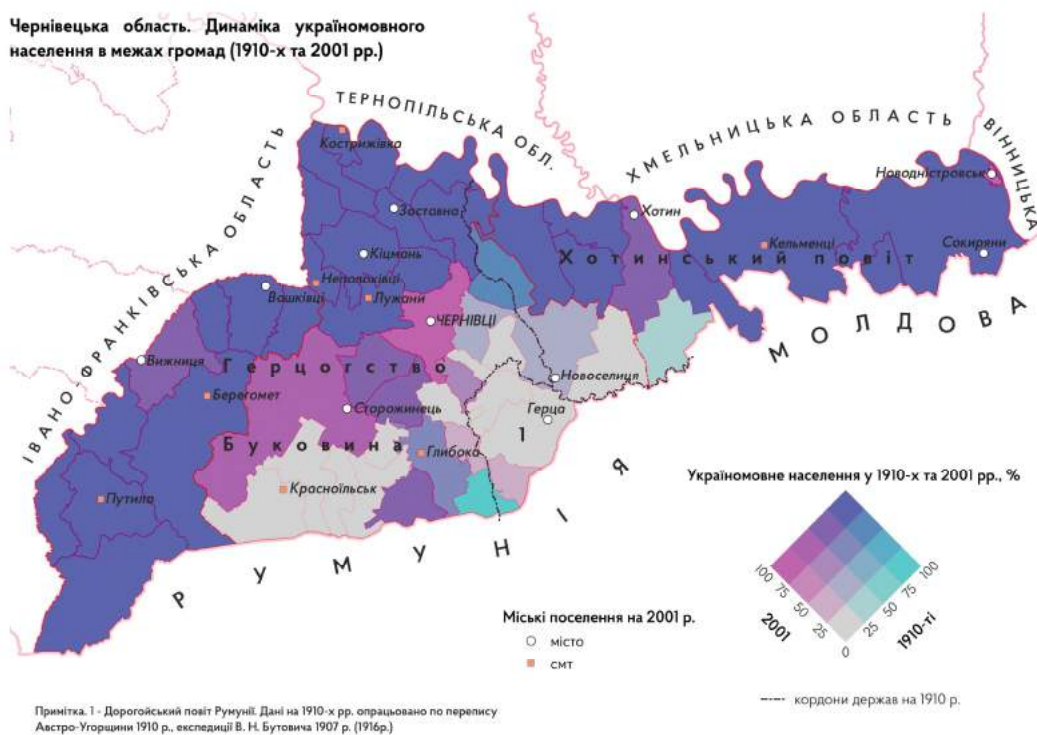 Чернівецька область. Динаміка україномовного
населення в межах громад (1910-х та 2001 рр.)
ТЕРНОПІЛЬСЬКА ОБЛ.
ХМЕЛЬНИЦЬКА ОБЛАСТЬ
ВІННИЦЬКА
ІВАНО-ФРАНКІВСЬКА ОБЛАСТЬ
Кострижівка
Заставна
Хотин
Новодністровськ
Кельменці
Сокиряни
Хотинський повіт
Кіцмань
Неполоківці
Лужани
Вашківці
ЧЕРНІВЦІ
МОЛДОВА
Вижниця
Герцогство
Берегомет
Новоселиця
Сторожинець
Герца
1
Буковина
Глибока
Красноїльськ
Путила
РУМУНІЯ
Україномовне населення у 1910-х та 2001 рр., %
100
75
50
25
0
25
50
75
100
2001
1910-ті
Міські поселення на 2001 р.
місто
смт
кордони держав на 1910 р.
Примітка. 1 - Дорогойський повіт Румунії. Дані на 1910-х рр. опрацьовано по перепису
Австро-Угорщини 1910 р., експедиції В. Н. Бутовича 1907 р. (1916р.)